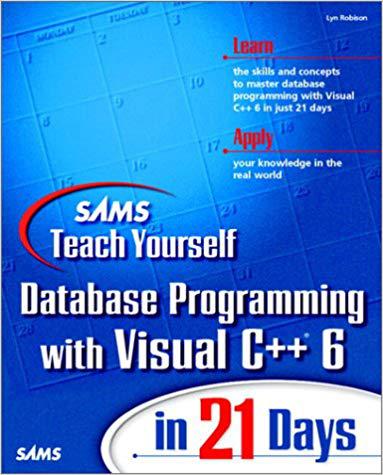 Lyn Robison
Learn
the skills and concepts
to master database
programming with Visual
C++ 6 in just 21 days
Apply
your knowledge in the
real world
SAMS
Teach Yourself
Database Programming
with Visual C++® 6
in 21 Days
SAMS